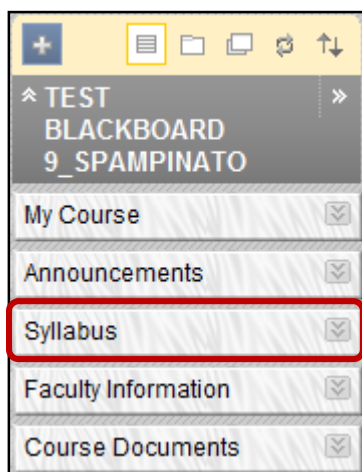 TEST
BLACKBOARD
9_SPAMPINATO
My Course
Announcements
Syllabus
Faculty Information
Course Documents